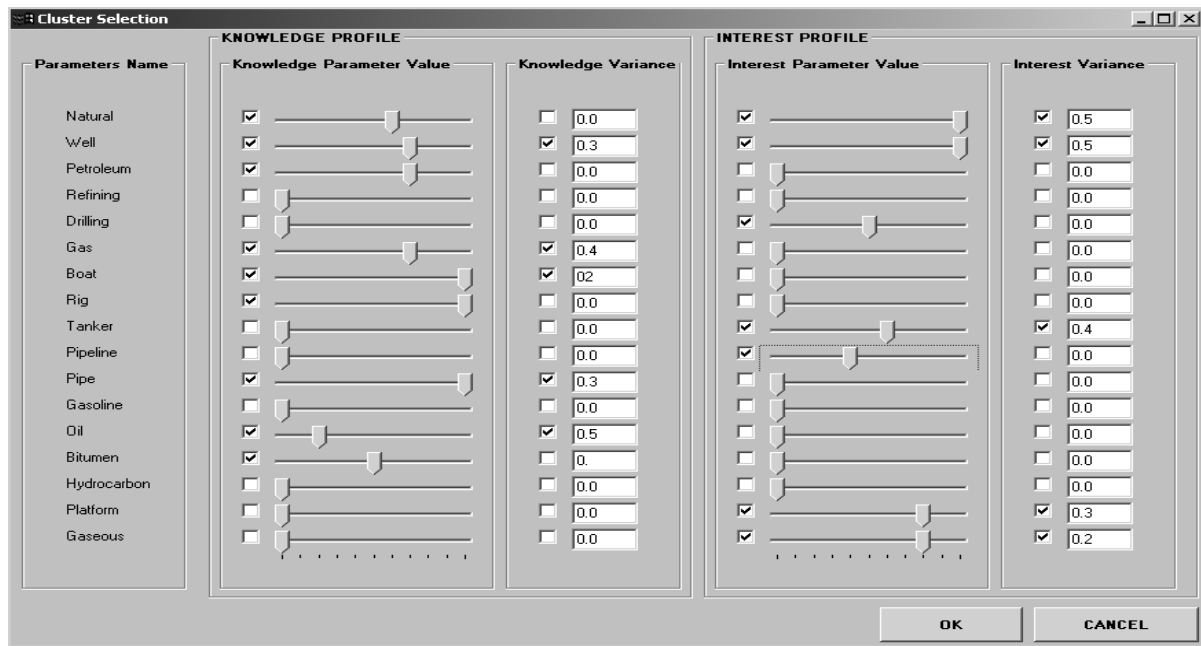 Cluster Selection
KNOWLEDGE PROFILE INTEREST PROFILE
Parameters Name Knowledge Parameter Value Knowledge Variance Interest Parameter Value Interest Variance
Natural 0.0 0.5
Well 0.3 0.5
Petroleum 0.0 0.0
Refining 0.0 0.0
Drilling 0.0 0.0
Gas 0.4 0.0
Boat 02 0.0
Rig 0.0 0.0
Tanker 0.0 0.4
Pipeline 0.0 0.0
Pipe 0.3 0.0
Gasoline 0.0 0.0
Oil 0.5 0.0
Bitumen 0. 0.0
Hydrocarbon 0.0 0.0
Platform 0.0 0.3
Gaseous 0.0 0.2
OK CANCEL